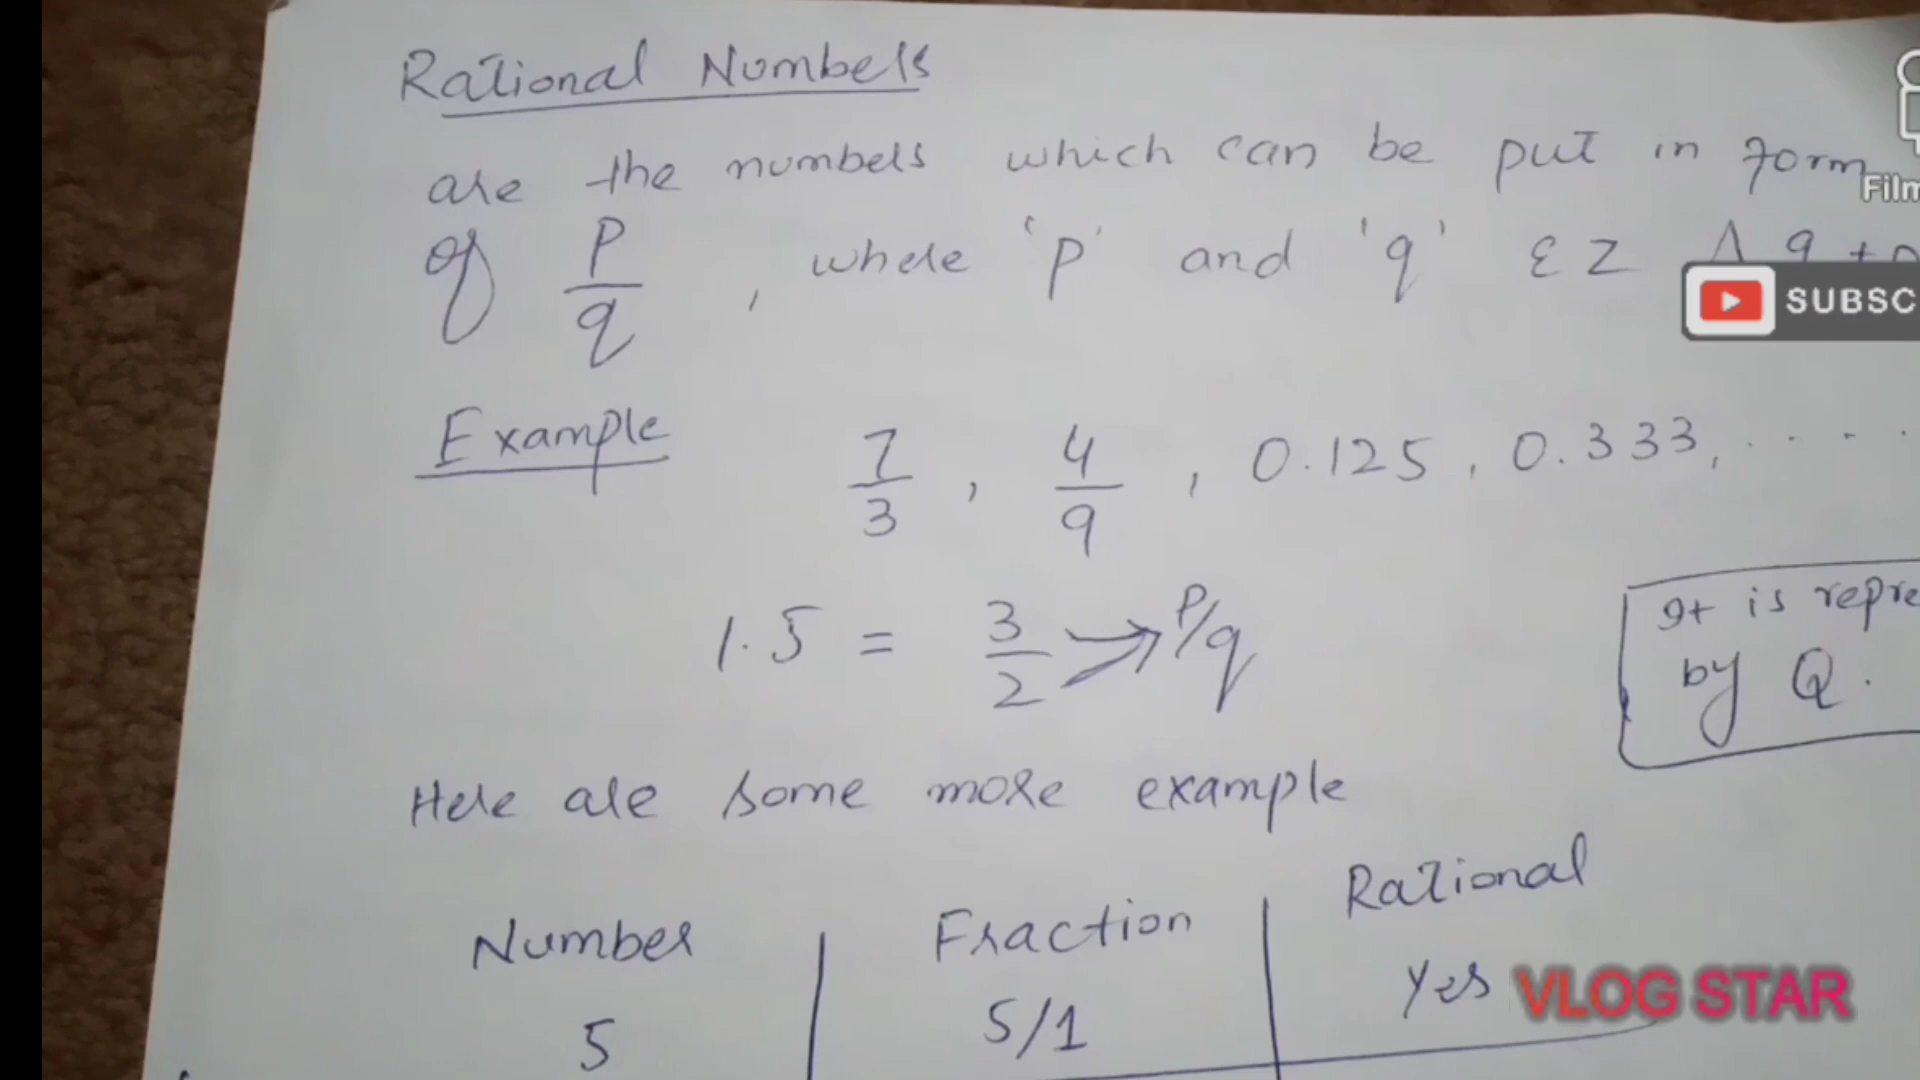 Rational Numbers
are the numbers which can be put in form
of p/q , where 'p' and 'q' ε Z Λ q ≠ 0
Film
SUBSC
Example 7/3 , 4/9 , 0.125 , 0.333, . . . .
1.5 = 3/2 → P/q
It is repre
by Q.
Here are some more example
Number Fraction Rational
5 5/1 Yes
VLOG STAR